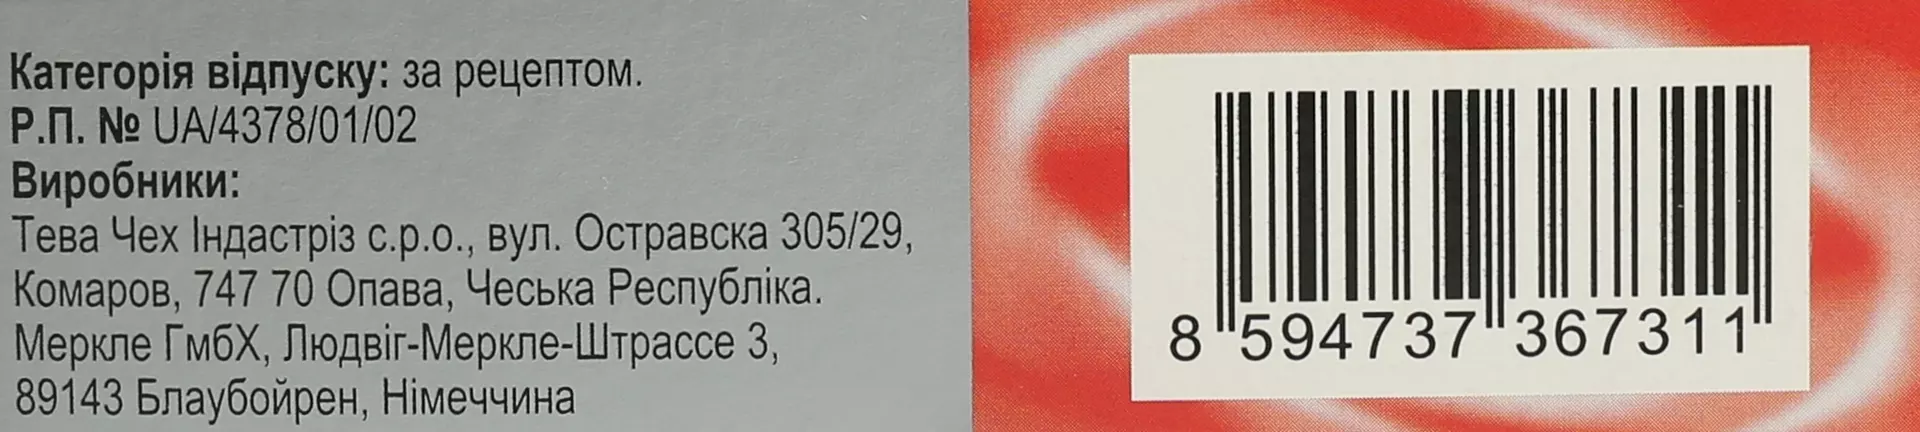 Категорія відпуску: за рецептом.
Р.П. № UA/4378/01/02
Виробники:
Тева Чех Індастріз с.р.о., вул. Остравска 305/29,
Комаров, 747 70 Опава, Чеська Республіка.
Меркле ГмбХ, Людвіг-Меркле-Штрассе 3,
89143 Блаубойрен, Німеччина
8 594737 367311